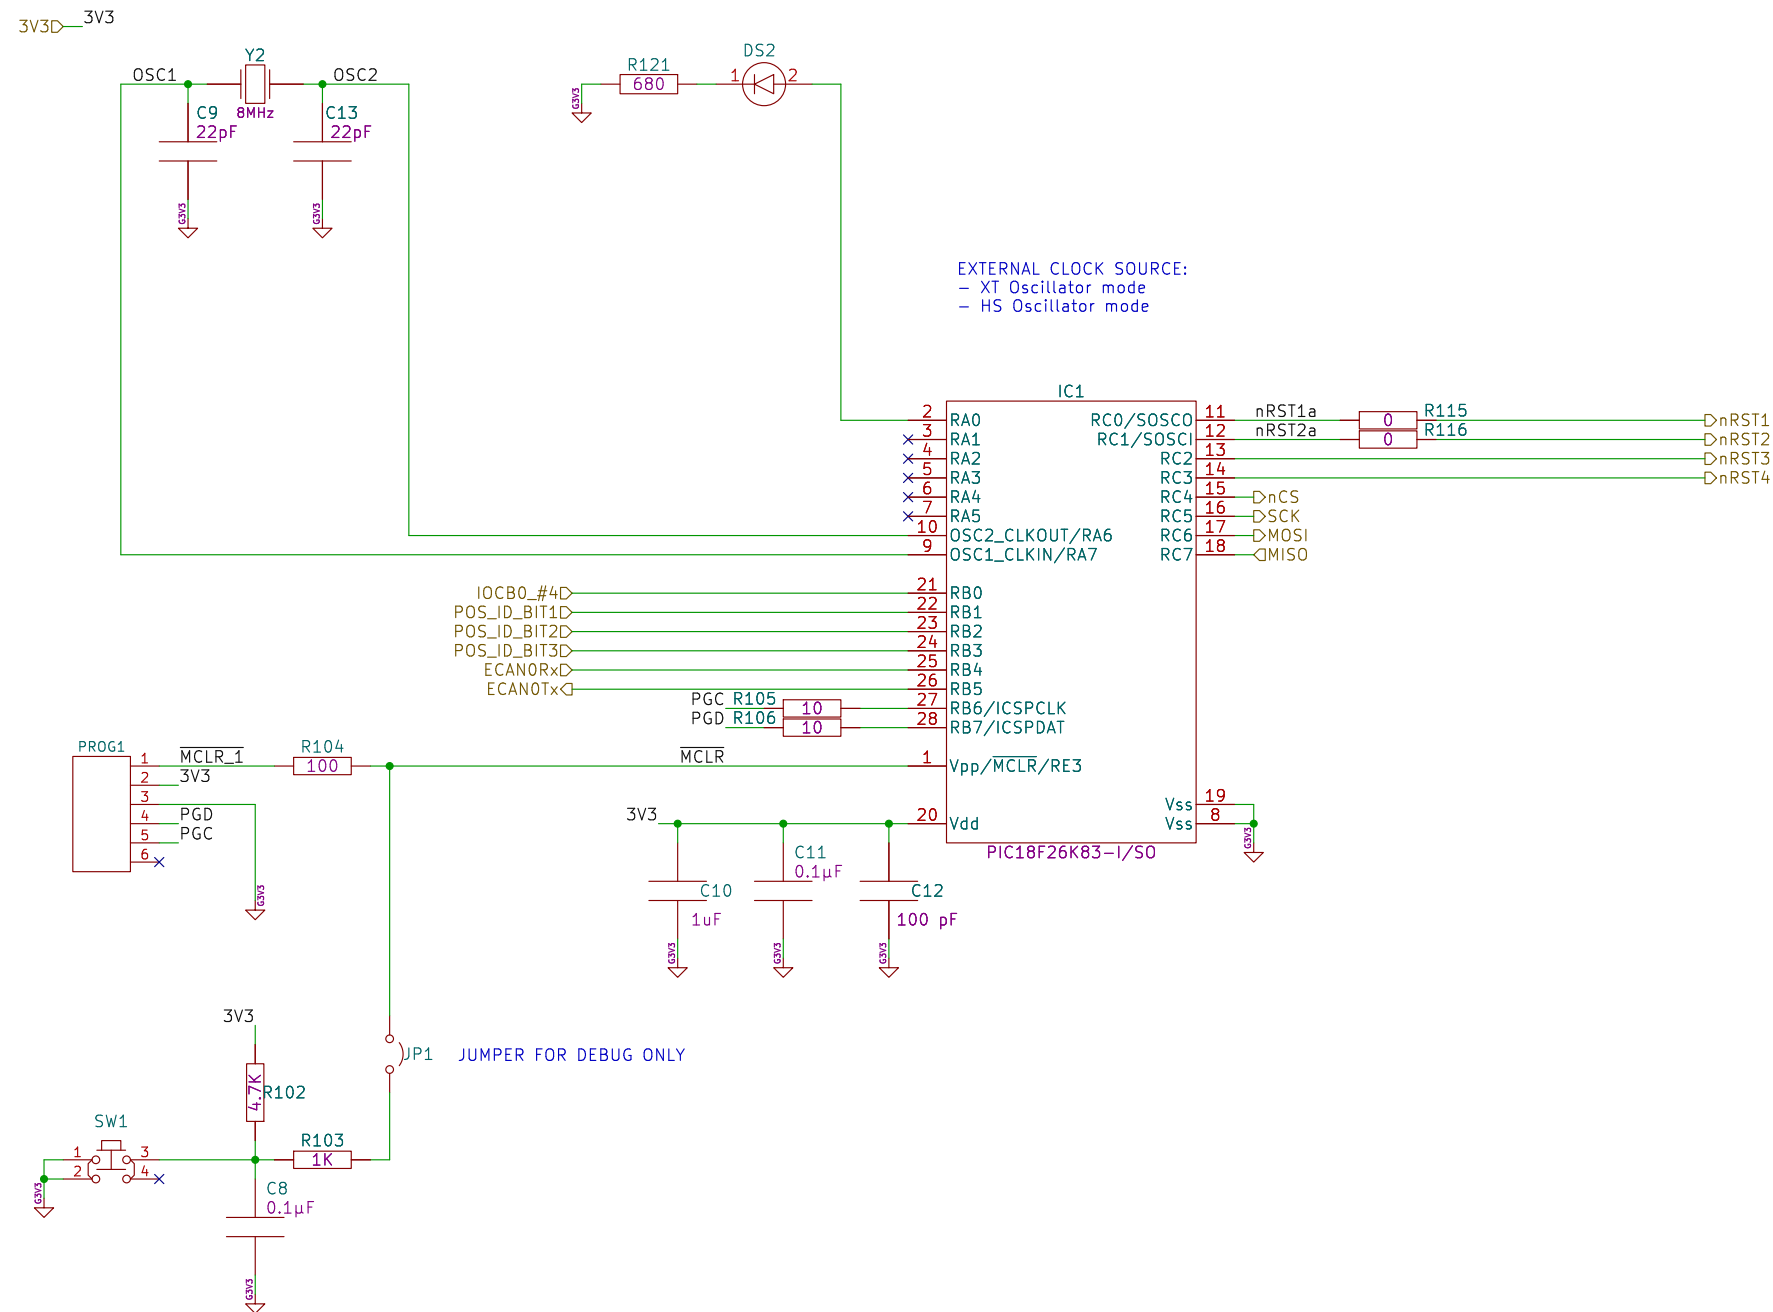 3V3 3V3
Y2
OSC1 OSC2
8MHz
C9
22pF
C13
22pF
G3V3
G3V3
R121
680
DS2
1 2
G3V3
EXTERNAL CLOCK SOURCE:
- XT Oscillator mode
- HS Oscillator mode
IC1
2 RA0
3 RA1
4 RA2
5 RA3
6 RA4
7 RA5
10 OSC2_CLKOUT/RA6
9 OSC1_CLKIN/RA7
IOCB0_#4 21 RB0
POS_ID_BIT1 22 RB1
POS_ID_BIT2 23 RB2
POS_ID_BIT3 24 RB3
ECAN0Rx 25 RB4
ECAN0Tx 26 RB5
PGC R105 10 27 RB6/ICSPCLK
PGD R106 10 28 RB7/ICSPDAT
MCLR 1 Vpp/MCLR/RE3
3V3 20 Vdd
RC0/SOSCO 11 nRST1a 0 R115 nRST1
RC1/SOSCI 12 nRST2a 0 R116 nRST2
RC2 13 nRST3
RC3 14 nRST4
RC4 15 nCS
RC5 16 SCK
RC6 17 MOSI
RC7 18 MISO
Vss 19
Vss 8
G3V3
PIC18F26K83-I/SO
PROG1
1 MCLR_1
2 3V3
3
4 PGD
5 PGC
6
R104
100
G3V3
C10
1uF
C11
0.1µF
C12
100 pF
G3V3
G3V3
G3V3
3V3
4.7K
R102
JP1
JUMPER FOR DEBUG ONLY
SW1
1 3
2 4
G3V3
R103
1K
C8
0.1µF
G3V3